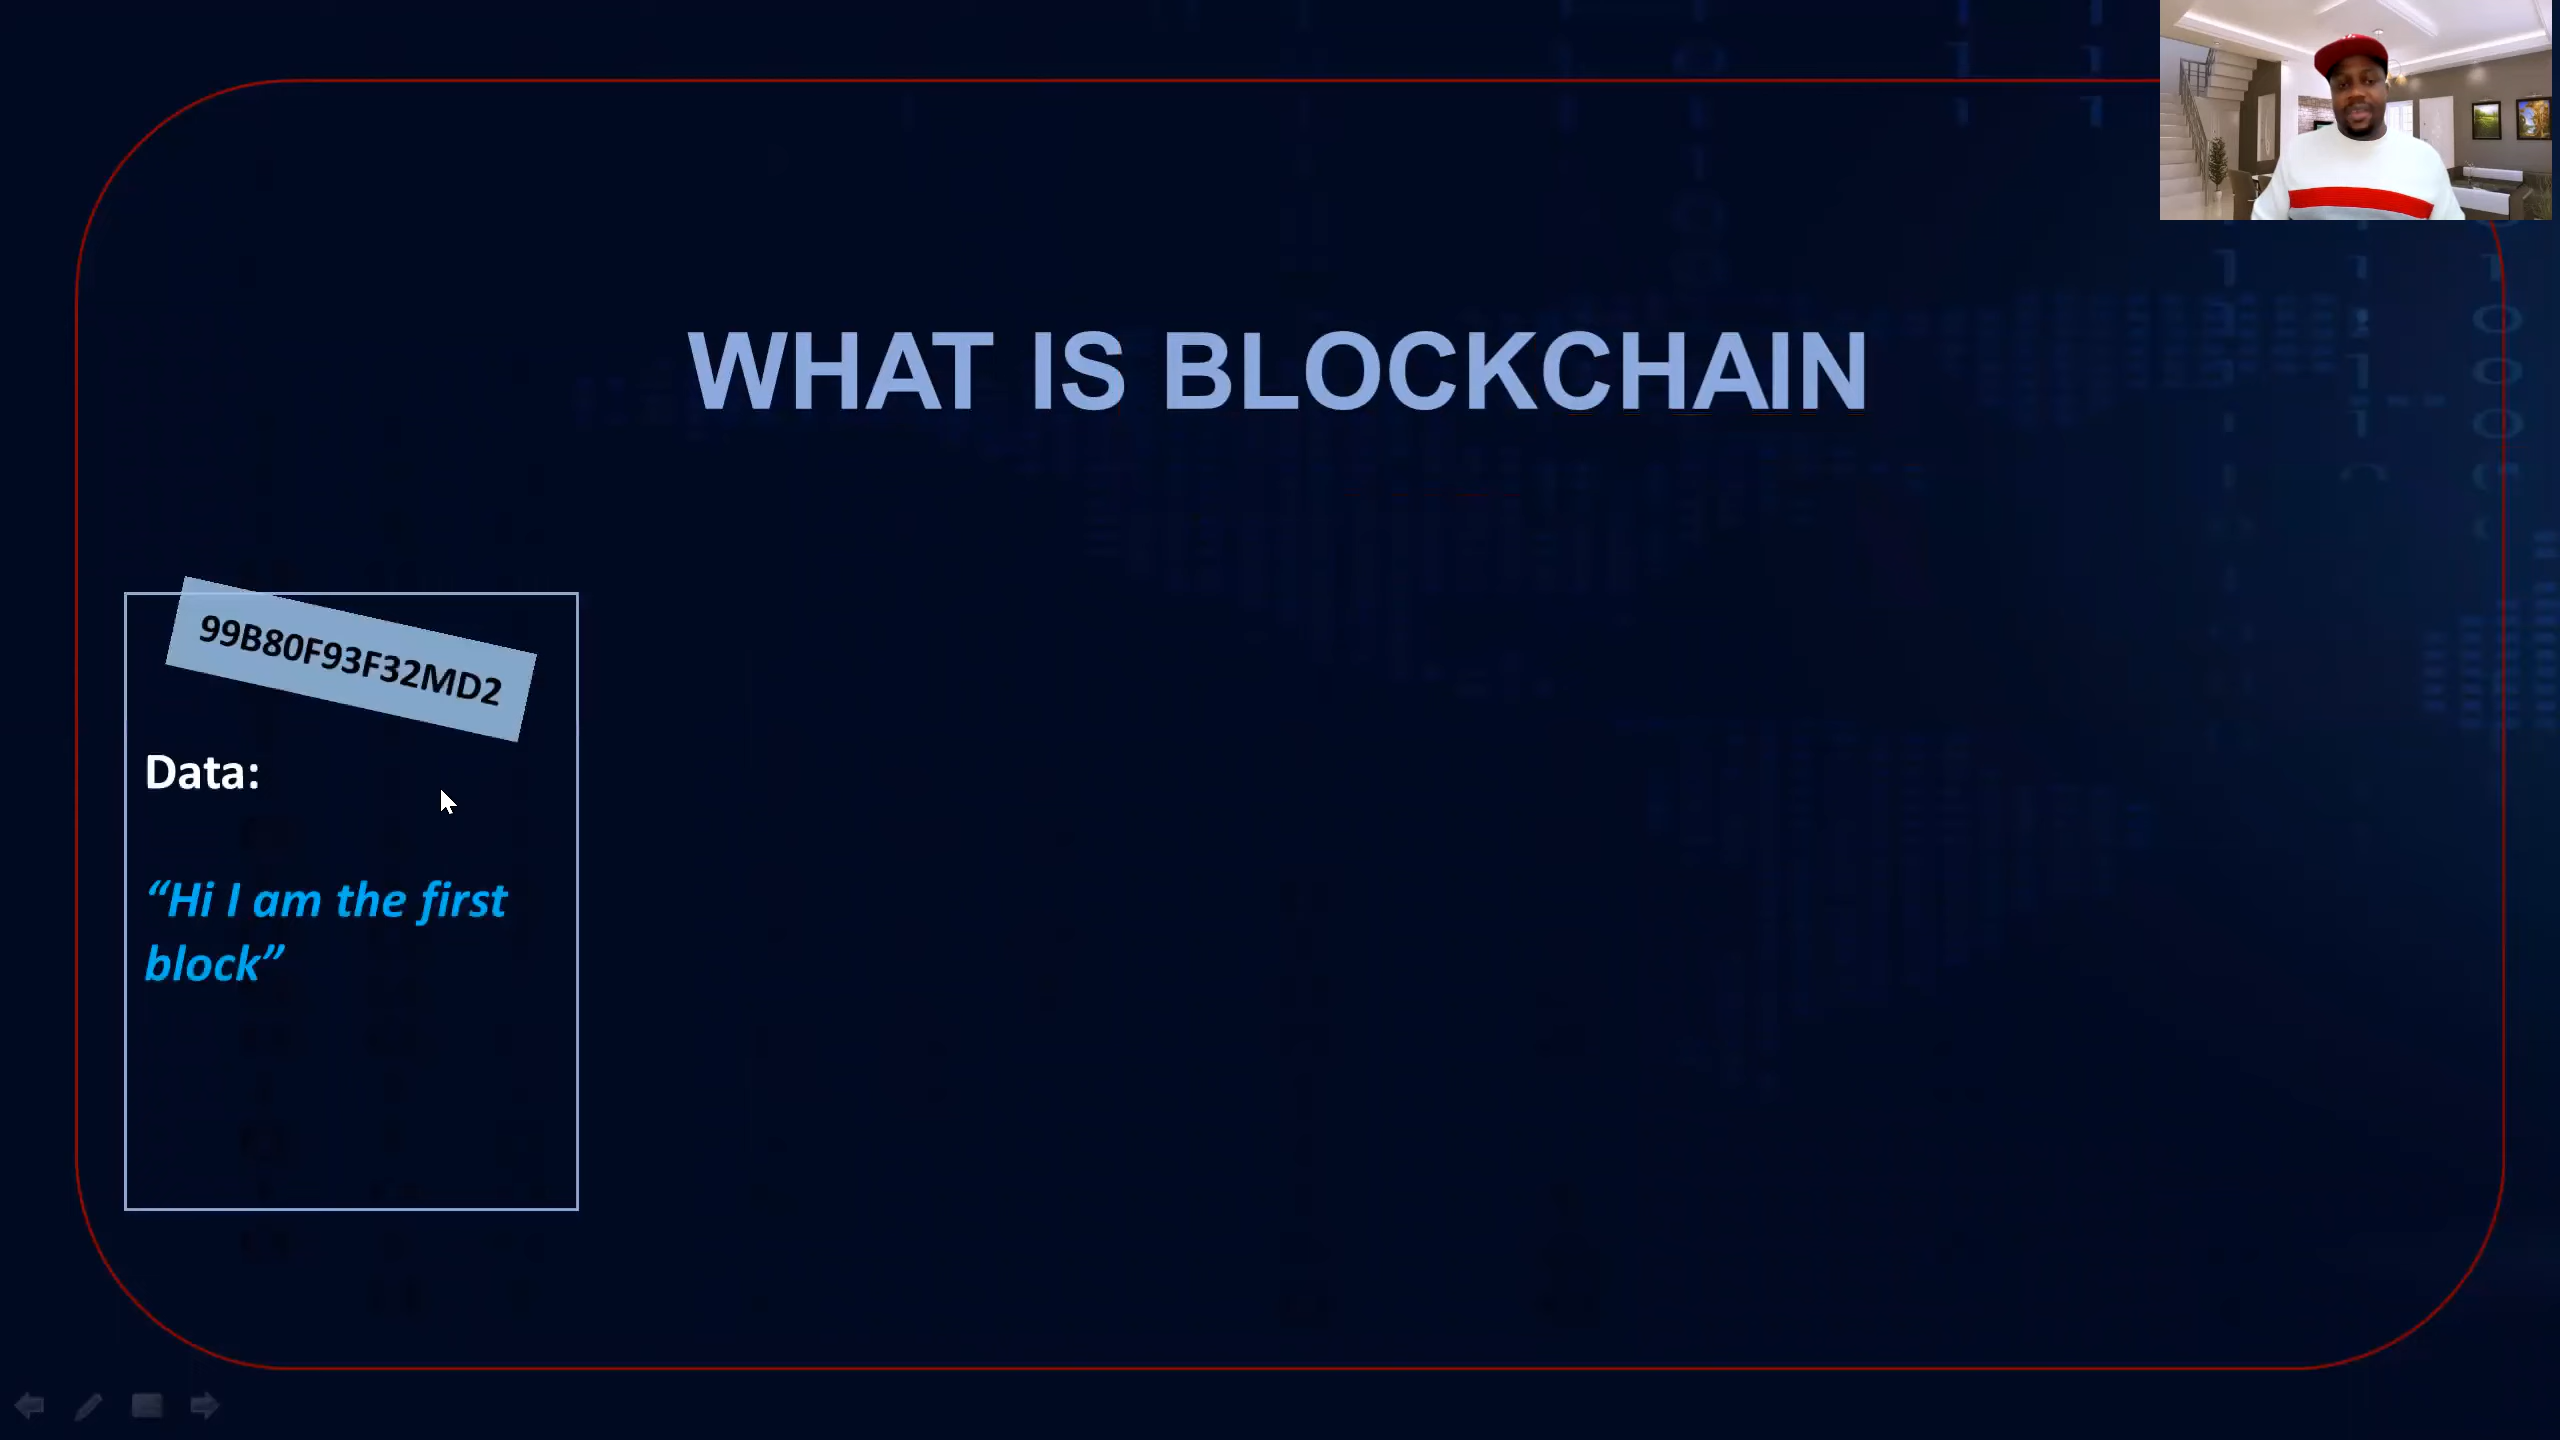 WHAT IS BLOCKCHAIN
99B80F93F32MD2
Data:
“Hi I am the first
block”